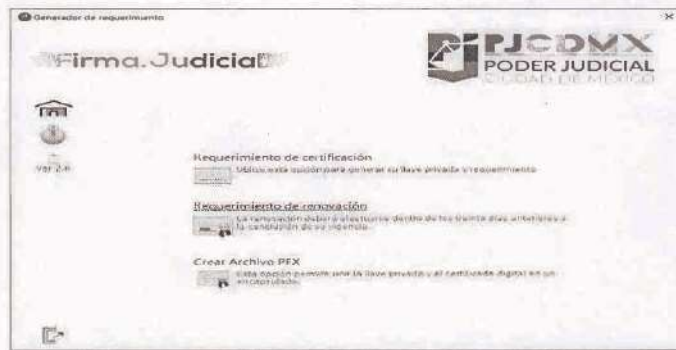 Generador de requerimiento
Firma.Judicial
PJCDMX
PODER JUDICIAL
CIUDAD DE MÉXICO
Ver 2.6
Requerimiento de certificación
Utilice esta opción para generar su llave privada y requerimiento
Requerimiento de renovación
La renovación deberá efectuarse dentro de los treinta días anteriores a
la conclusión de su vigencia.
Crear Archivo PFX
Esta opción permite unir la llave privada y el certificado digital en un
encapsulado.